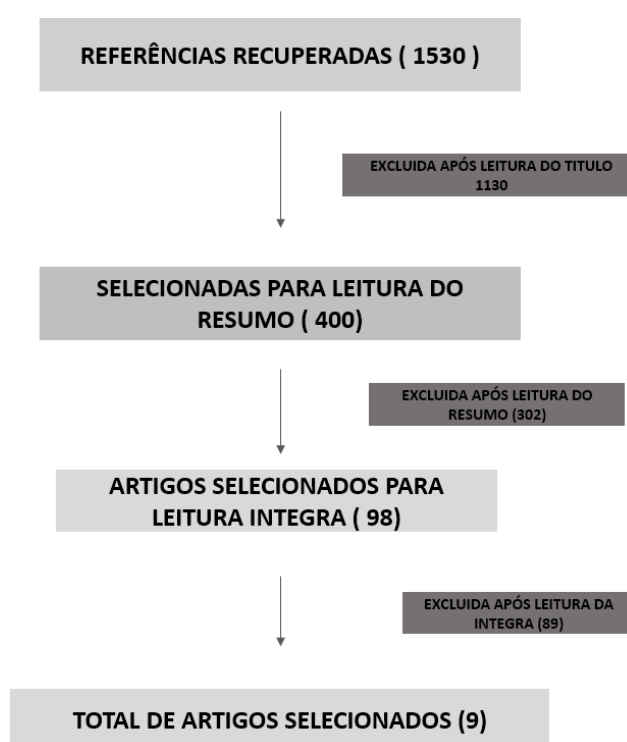 REFERÊNCIAS RECUPERADAS ( 1530 )
EXCLUIDA APÓS LEITURA DO TITULO
1130
SELECIONADAS PARA LEITURA DO
RESUMO ( 400)
EXCLUIDA APÓS LEITURA DO
RESUMO (302)
ARTIGOS SELECIONADOS PARA
LEITURA INTEGRA ( 98)
EXCLUIDA APÓS LEITURA DA
INTEGRA (89)
TOTAL DE ARTIGOS SELECIONADOS (9)